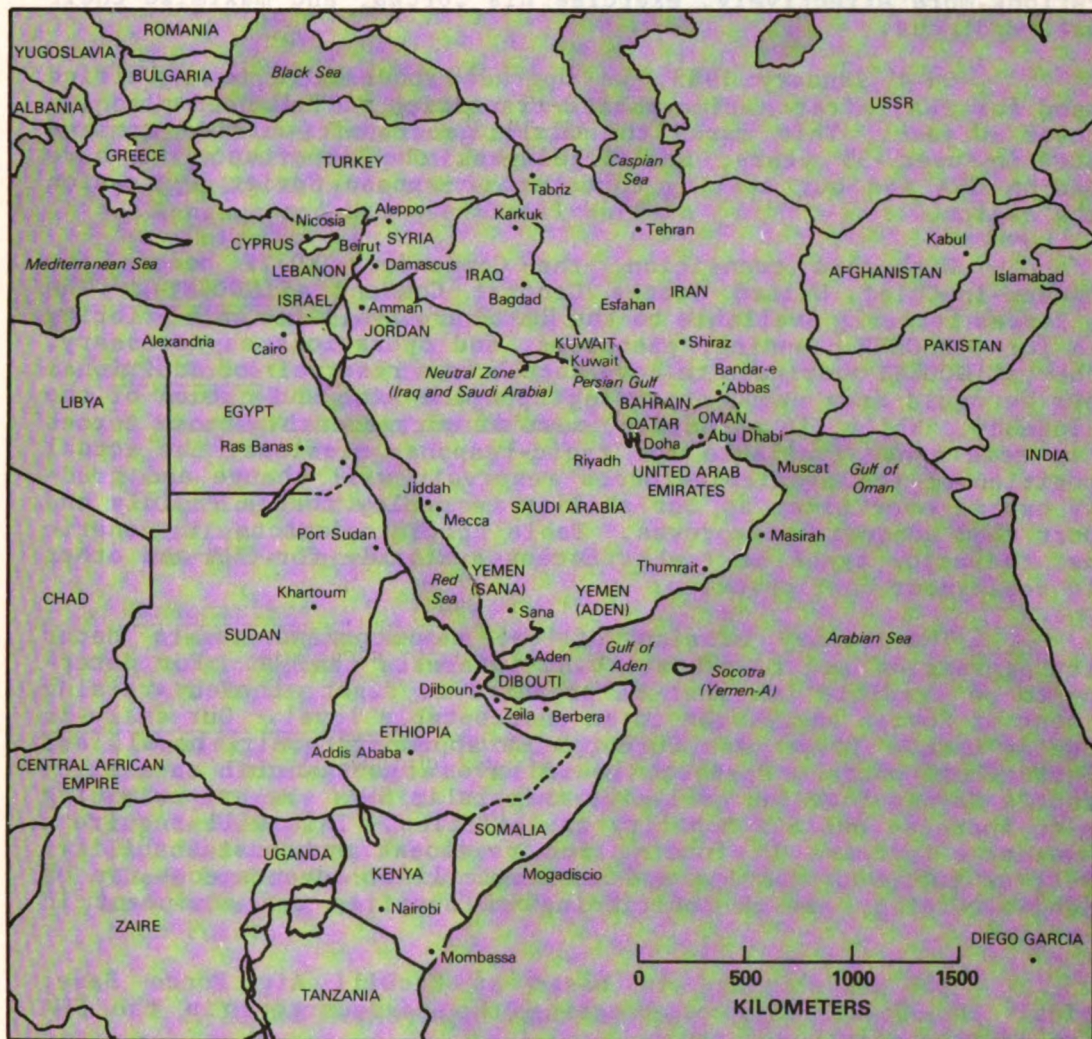 ROMANIA
YUGOSLAVIA
BULGARIA
Black Sea
ALBANIA
USSR
GREECE
TURKEY
Caspian
Sea
Tabriz
Aleppo
Nicosia
Karkuk
Tehran
CYPRUS
SYRIA
Beirut
Kabul
Mediterranean Sea
LEBANON
Damascus
IRAQ
AFGHANISTAN
Islamabad
Bagdad
Esfahan
IRAN
ISRAEL
Amman
JORDAN
Alexandria
Cairo
KUWAIT
Kuwait
Shiraz
PAKISTAN
Neutral Zone
(Iraq and Saudi Arabia)
Persian Gulf
Bandar-e
Abbas
LIBYA
EGYPT
BAHRAIN
OMAN
QATAR
Doha
Abu Dhabi
Ras Banas
Riyadh
UNITED ARAB
EMIRATES
Muscat
Gulf of
Oman
INDIA
Jiddah
Mecca
SAUDI ARABIA
Port Sudan
Masirah
Thumrait
CHAD
Khartoum
Red
Sea
YEMEN
(SANA)
YEMEN
(ADEN)
Sana
SUDAN
Aden
Gulf of
Aden
Arabian Sea
Socotra
(Yemen-A)
DIBOUTI
Djiboun
Zeila
Berbera
ETHIOPIA
Addis Ababa
CENTRAL AFRICAN
EMPIRE
SOMALIA
UGANDA
KENYA
Mogadiscio
Nairobi
ZAIRE
Mombassa
TANZANIA
DIEGO GARCIA
0 500 1000 1500
KILOMETERS